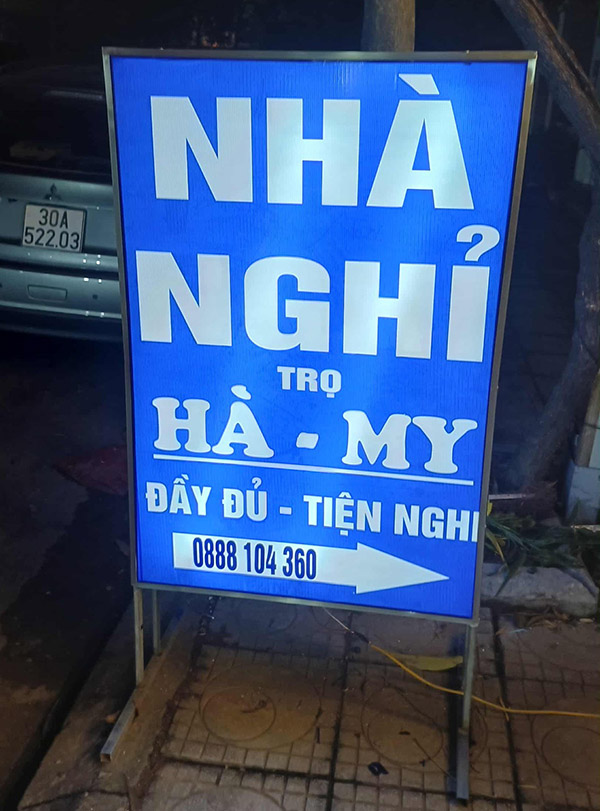 NHÀ
NGHỈ
TRỌ
HÀ - MY
ĐẦY ĐỦ - TIỆN NGHI
0888 104 360
30A
522.03